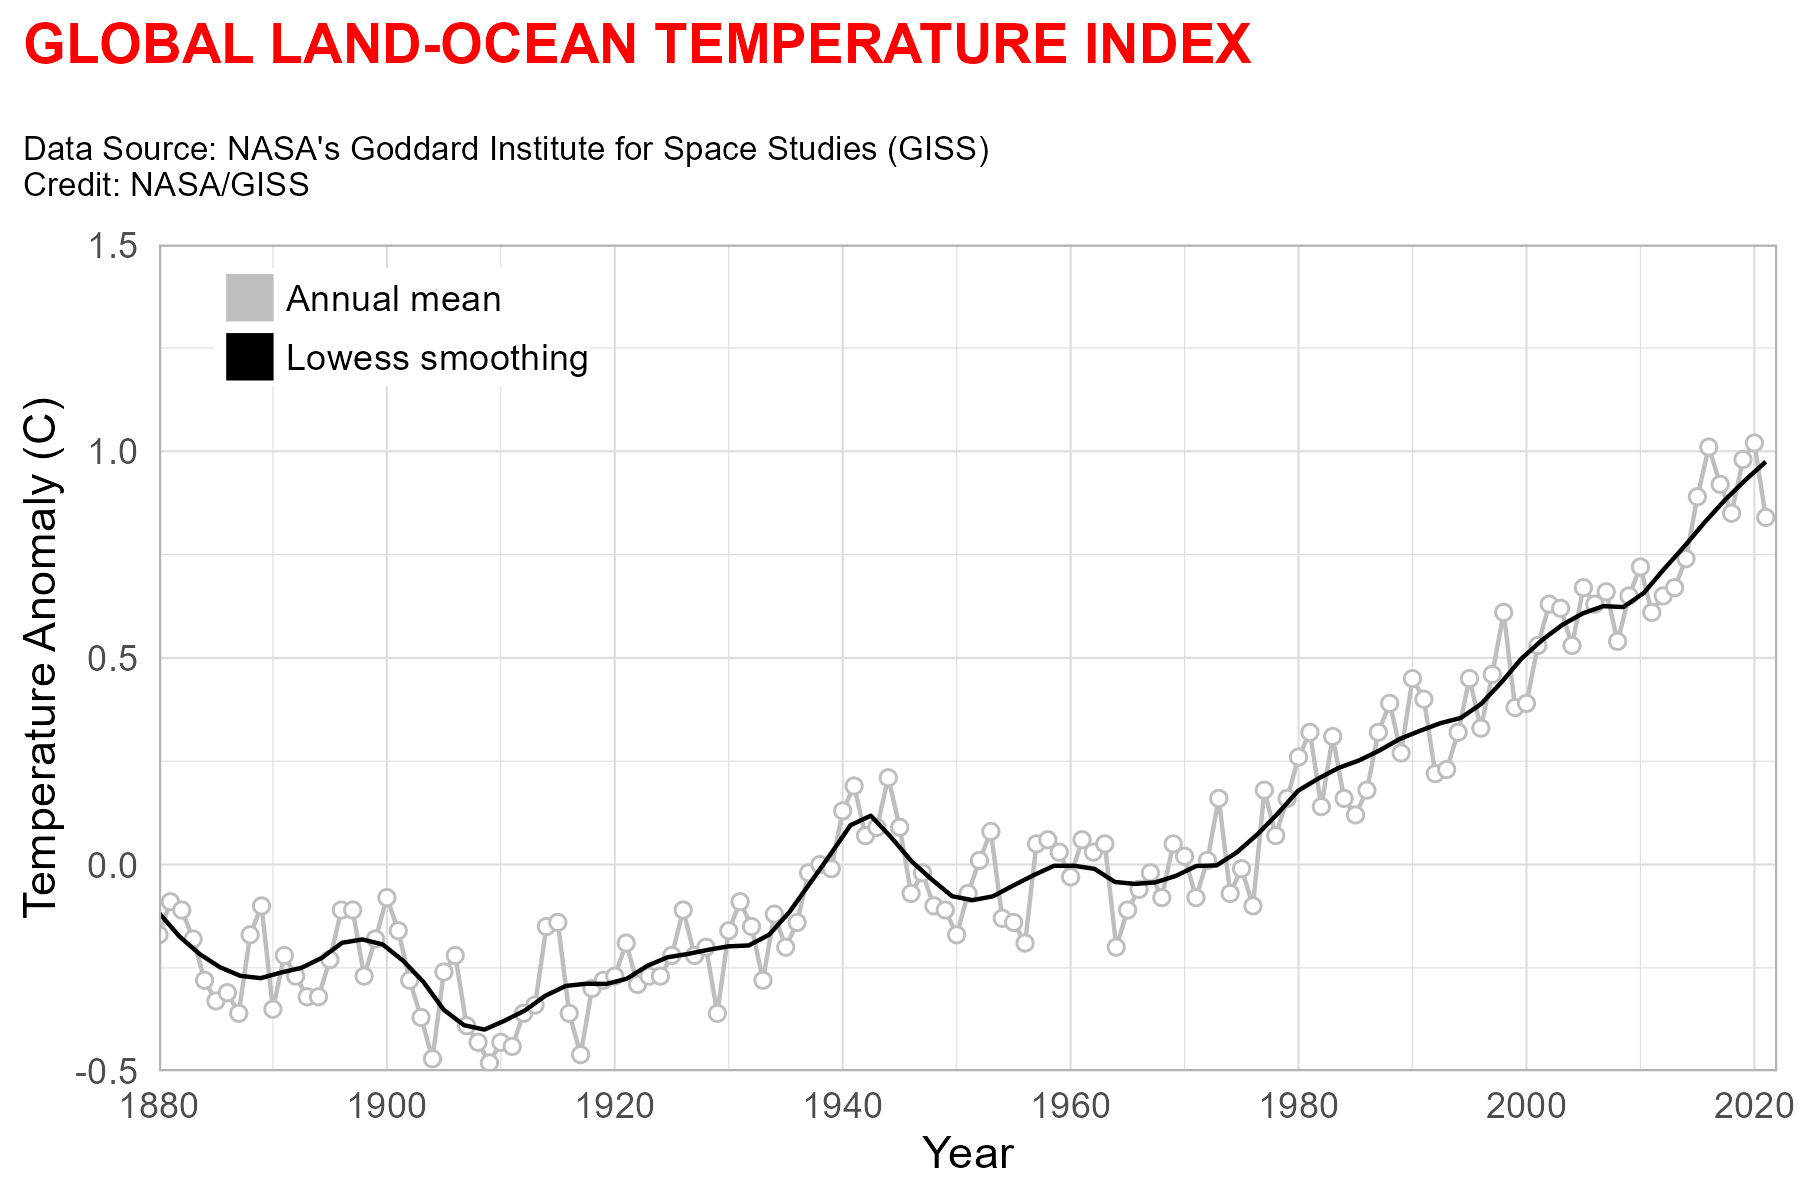 GLOBAL LAND-OCEAN TEMPERATURE INDEX
Data Source: NASA's Goddard Institute for Space Studies (GISS)
Credit: NASA/GISS
1.5
1.0
0.5
0.0
-0.5
Temperature Anomaly (C)
Annual mean
Lowess smoothing
1880 1900 1920 1940 1960 1980 2000 2020
Year